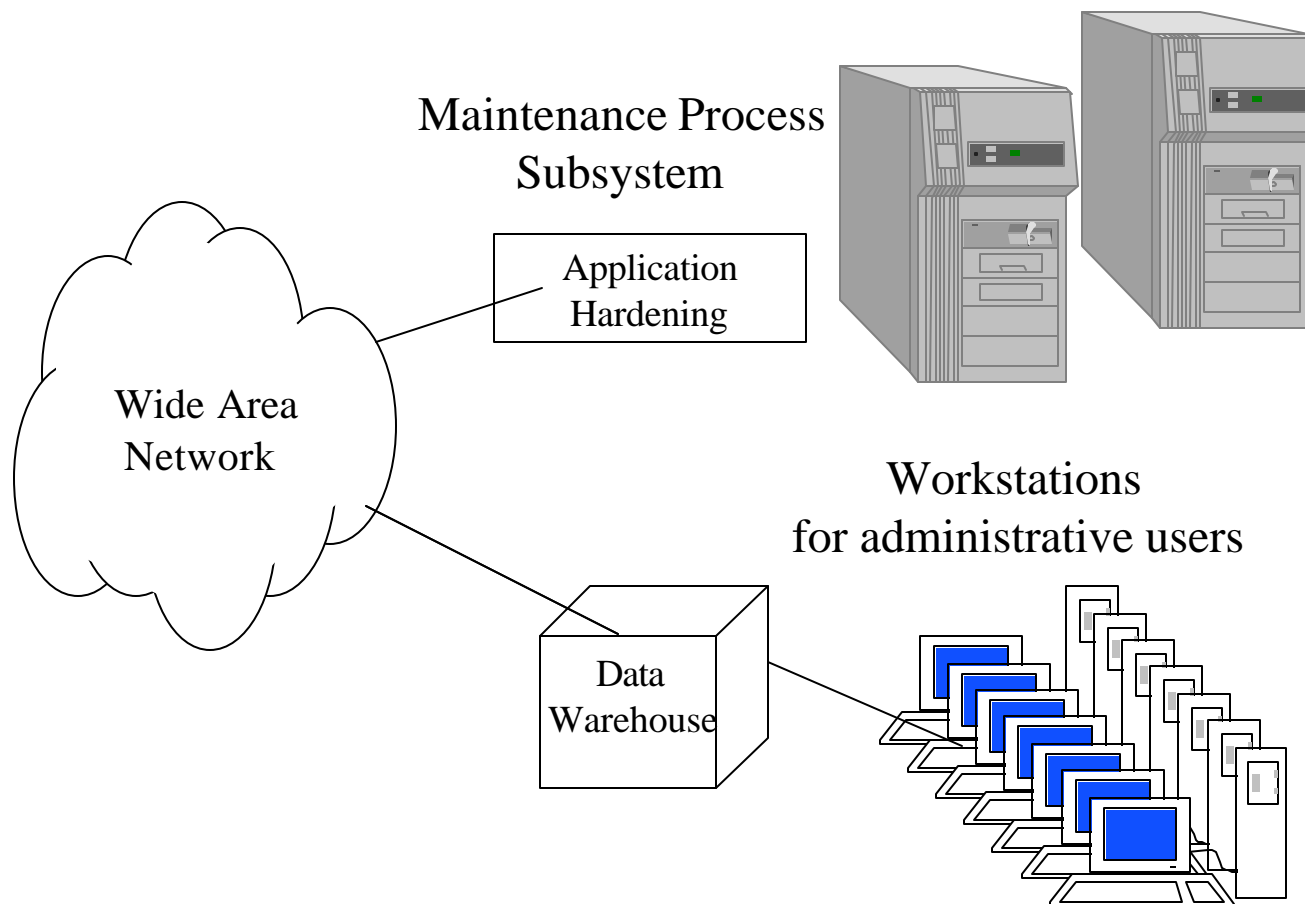 Maintenance Process
Subsystem
Application
Hardening
Wide Area
Network
Workstations
for administrative users
Data
Warehouse